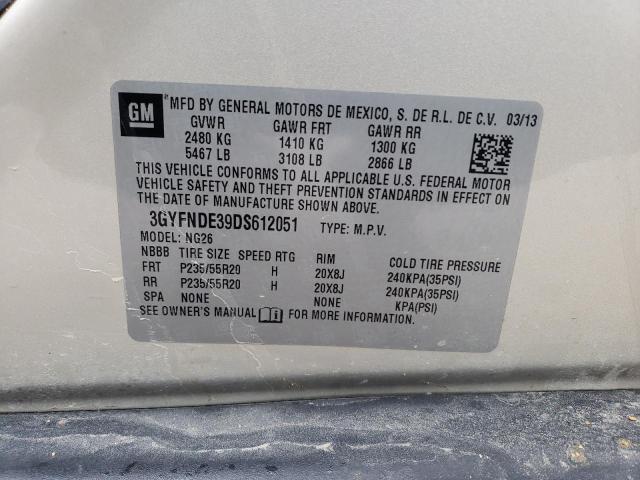 GM
MFD BY GENERAL MOTORS DE MEXICO, S. DE R.L. DE C.V. 03/13
GVWR GAWR FRT GAWR RR
2480 KG 1410 KG 1300 KG
5467 LB 3108 LB 2866 LB
THIS VEHICLE CONFORMS TO ALL APPLICABLE U.S. FEDERAL MOTOR
VEHICLE SAFETY AND THEFT PREVENTION STANDARDS IN EFFECT ON
THE DATE OF MANUFACTURE SHOWN ABOVE.
3GYFNDE39DS612051 TYPE: M.P.V.
MODEL: NG26
NBBB TIRE SIZE SPEED RTG RIM COLD TIRE PRESSURE
FRT P235/55R20 H 20X8J 240KPA(35PSI)
RR P235/55R20 H 20X8J 240KPA(35PSI)
SPA NONE NONE KPA(PSI)
SEE OWNER'S MANUAL FOR MORE INFORMATION.